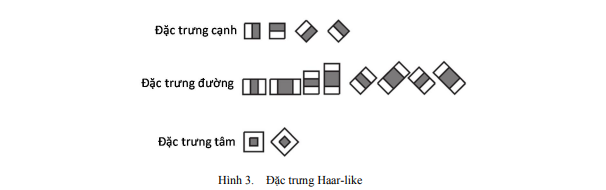 Đặc trưng cạnh
Đặc trưng đường
Đặc trưng tâm
Hình 3. Đặc trưng Haar-like